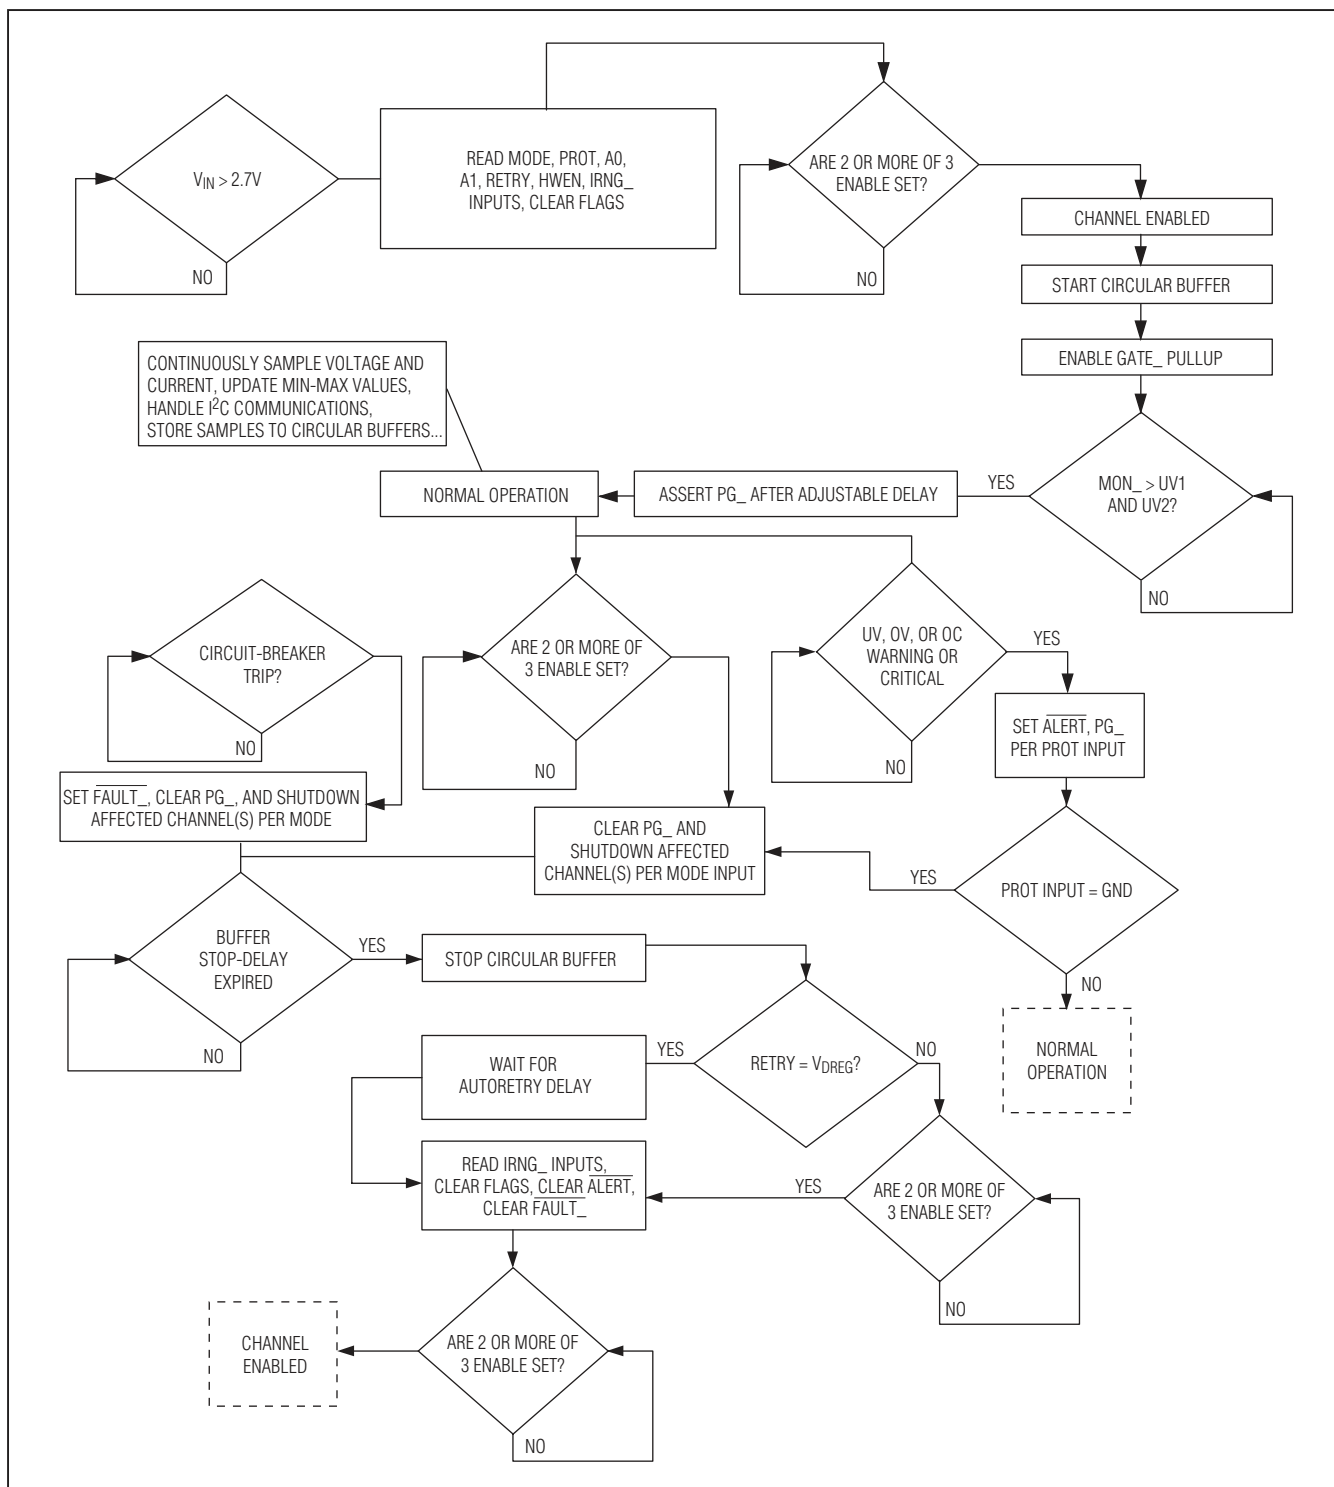 V_IN > 2.7V
NO
READ MODE, PROT, A0,
A1, RETRY, HWEN, IRNG_
INPUTS, CLEAR FLAGS
ARE 2 OR MORE OF 3
ENABLE SET?
NO
CHANNEL ENABLED
START CIRCULAR BUFFER
ENABLE GATE_ PULLUP
MON_ > UV1
AND UV2?
YES
NO
ASSERT PG_ AFTER ADJUSTABLE DELAY
NORMAL OPERATION
CONTINUOUSLY SAMPLE VOLTAGE AND
CURRENT, UPDATE MIN-MAX VALUES,
HANDLE I²C COMMUNICATIONS,
STORE SAMPLES TO CIRCULAR BUFFERS...
CIRCUIT-BREAKER
TRIP?
NO
ARE 2 OR MORE OF
3 ENABLE SET?
NO
UV, OV, OR OC
WARNING OR
CRITICAL
YES
NO
SET ALERT, PG_
PER PROT INPUT
SET FAULT_, CLEAR PG_, AND SHUTDOWN
AFFECTED CHANNEL(S) PER MODE
CLEAR PG_ AND
SHUTDOWN AFFECTED
CHANNEL(S) PER MODE INPUT
YES
PROT INPUT = GND
NO
NORMAL
OPERATION
BUFFER
STOP-DELAY
EXPIRED
YES
NO
STOP CIRCULAR BUFFER
RETRY = V_DREG?
YES
NO
WAIT FOR
AUTORETRY DELAY
READ IRNG_ INPUTS,
CLEAR FLAGS, CLEAR ALERT,
CLEAR FAULT_
YES
ARE 2 OR MORE OF
3 ENABLE SET?
NO
CHANNEL
ENABLED
ARE 2 OR MORE OF
3 ENABLE SET?
NO